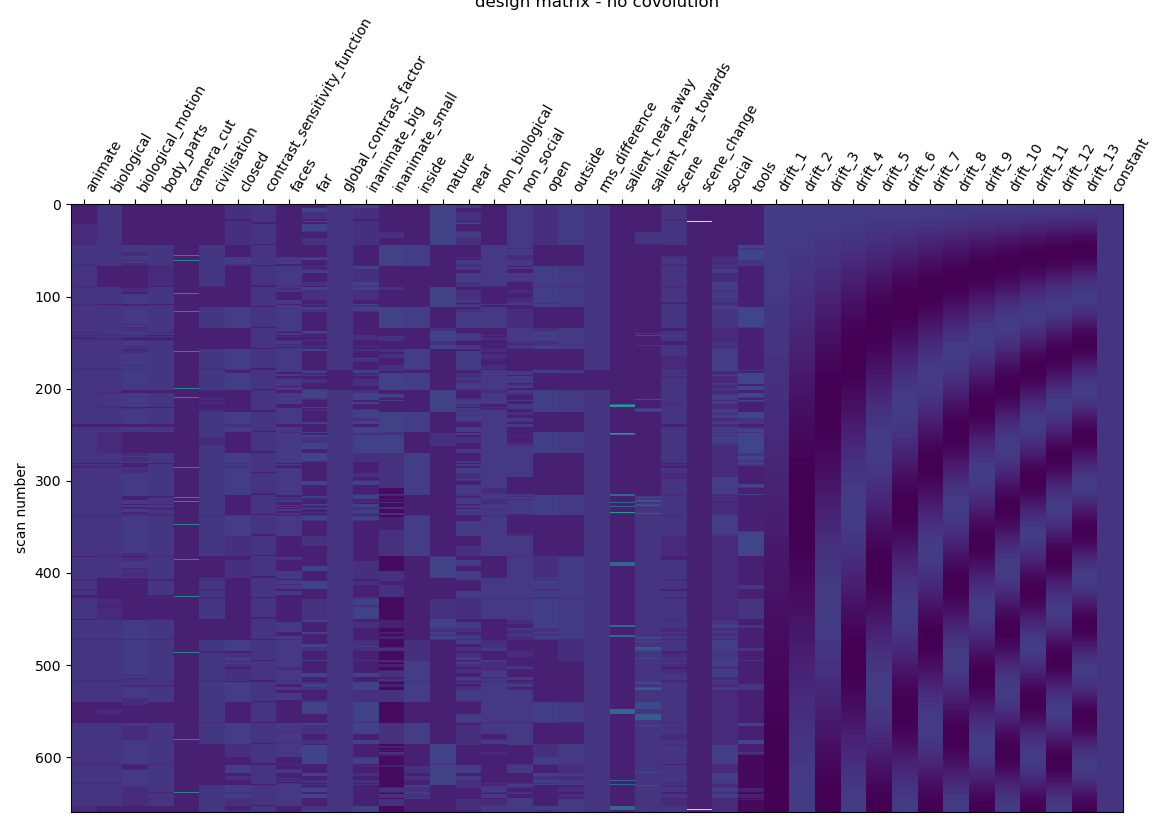 design matrix - no covolution
animate
biological
biological_motion
body_parts
camera_cut
civilisation
closed
contrast_sensitivity_function
faces
far
global_contrast_factor
inanimate_big
inanimate_small
inside
nature
near
non_biological
non_social
open
outside
rms_difference
salient_near_away
salient_near_towards
scene
scene_change
social
tools
drift_1
drift_2
drift_3
drift_4
drift_5
drift_6
drift_7
drift_8
drift_9
drift_10
drift_11
drift_12
drift_13
constant
0
100
200
300
400
500
600
scan number